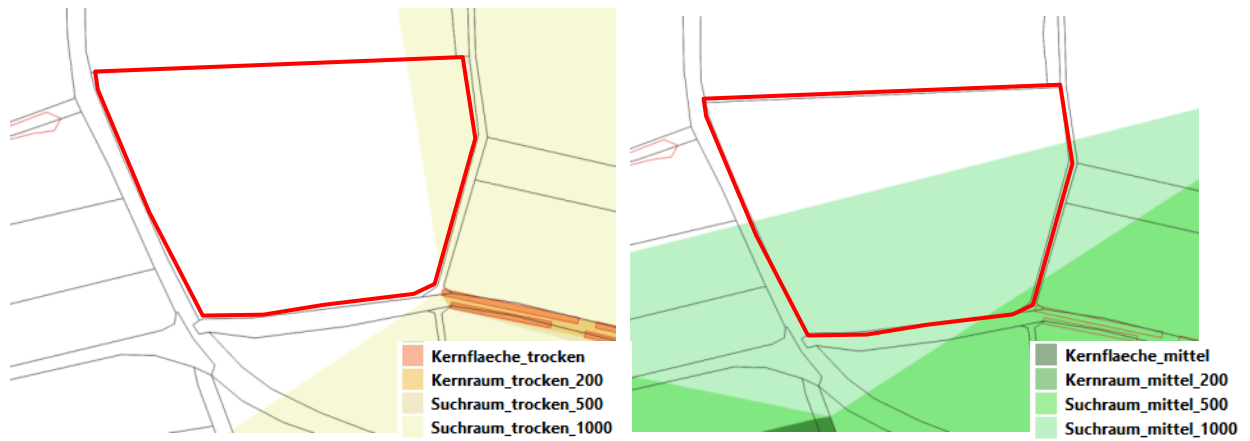 Kernflaeche_trocken
Kernraum_trocken_200
Suchraum_trocken_500
Suchraum_trocken_1000
Kernflaeche_mittel
Kernraum_mittel_200
Suchraum_mittel_500
Suchraum_mittel_1000